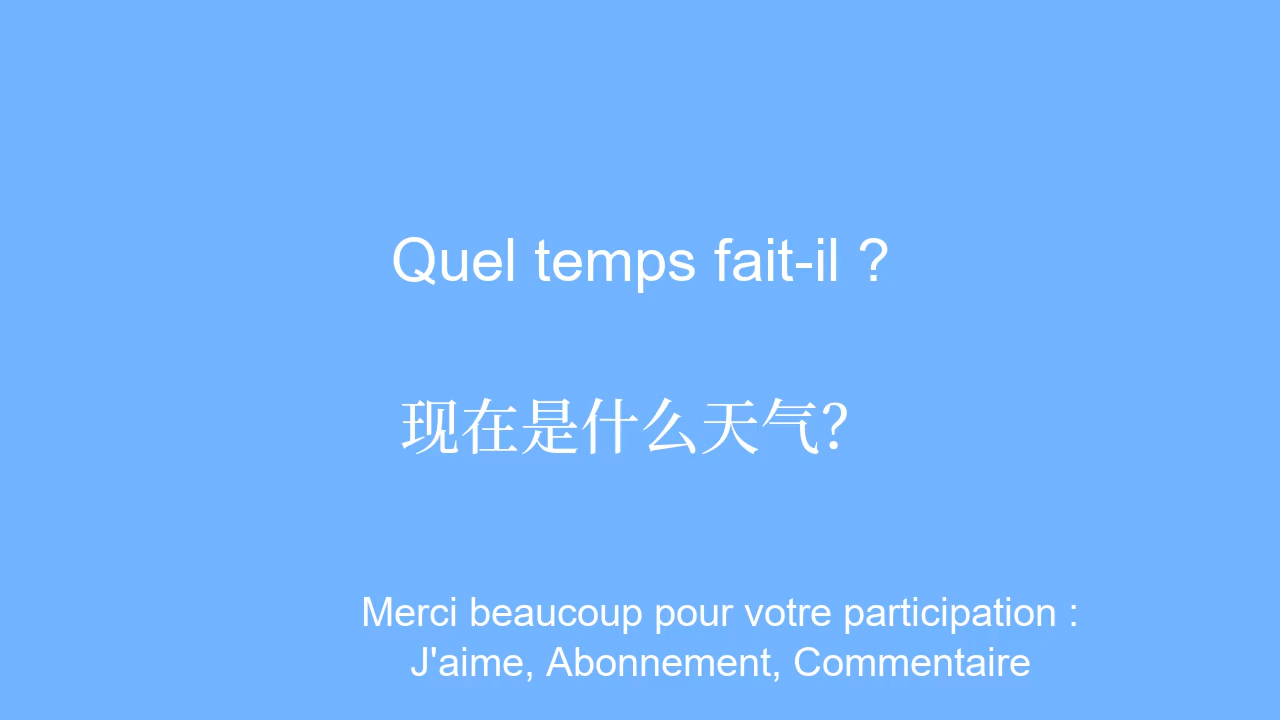 Quel temps fait-il ?
现在是什么天气?
Merci beaucoup pour votre participation :
J'aime, Abonnement, Commentaire